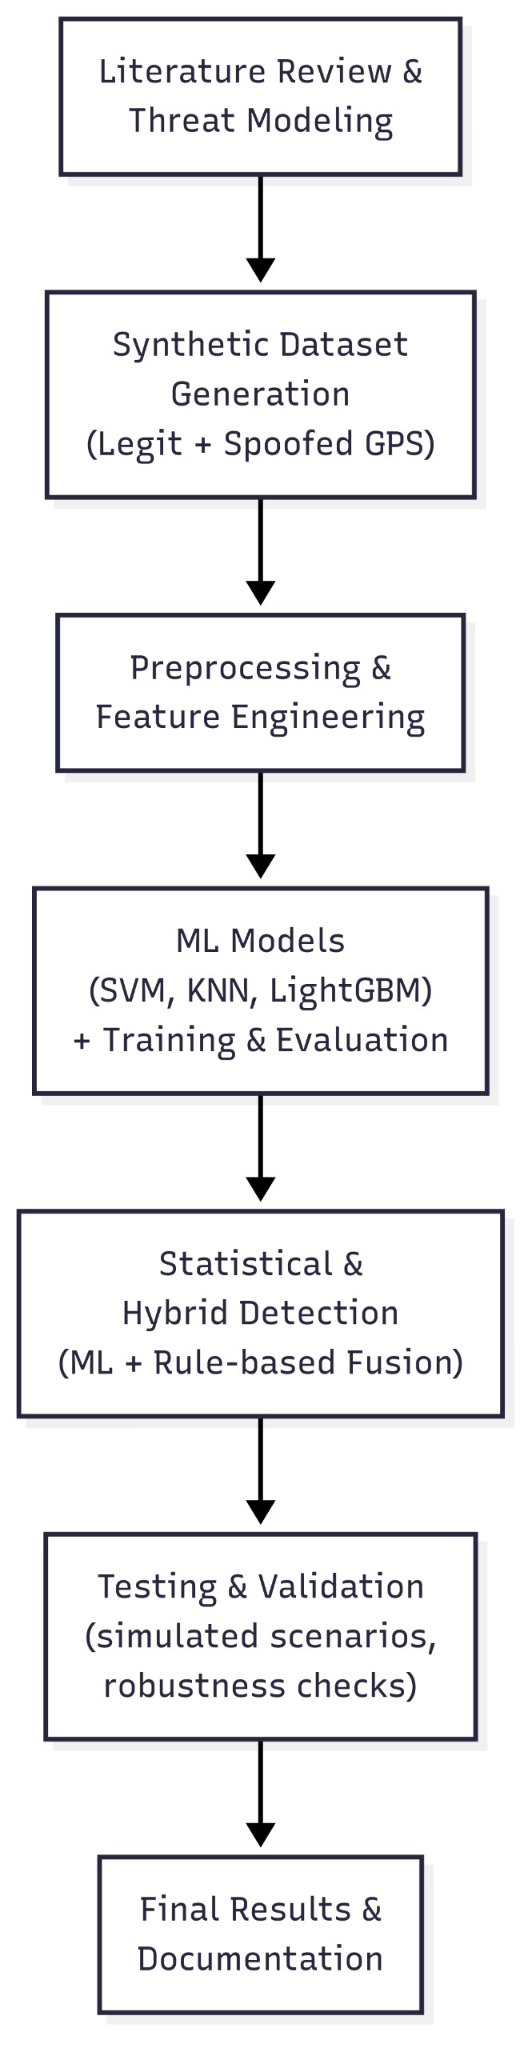 Literature Review &
Threat Modeling
Synthetic Dataset
Generation
(Legit + Spoofed GPS)
Preprocessing &
Feature Engineering
ML Models
(SVM, KNN, LightGBM)
+ Training & Evaluation
Statistical &
Hybrid Detection
(ML + Rule-based Fusion)
Testing & Validation
(simulated scenarios,
robustness checks)
Final Results &
Documentation